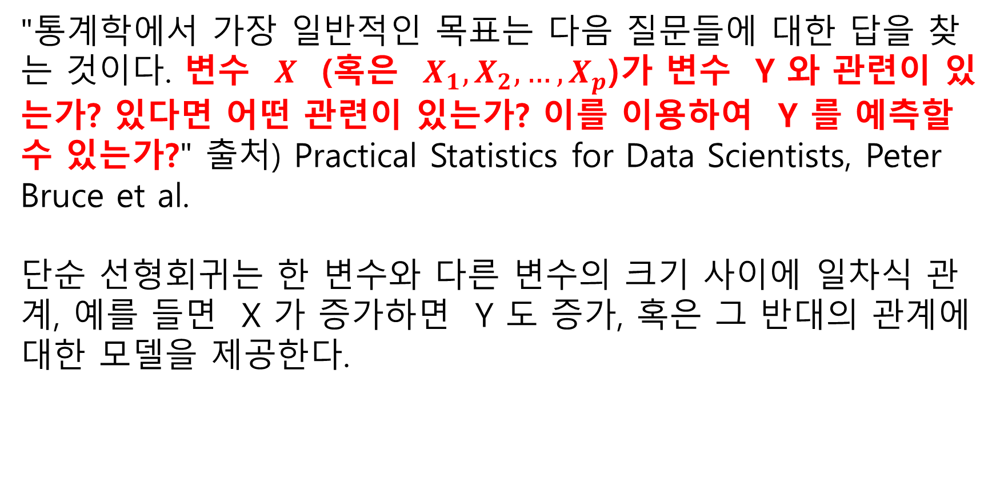 "통계학에서 가장 일반적인 목표는 다음 질문들에 대한 답을 찾
는 것이다. 변수 X (혹은 X₁, X₂, … , Xₚ)가 변수 Y 와 관련이 있
는가? 있다면 어떤 관련이 있는가? 이를 이용하여 Y 를 예측할
수 있는가?" 출처) Practical Statistics for Data Scientists, Peter
Bruce et al.
단순 선형회귀는 한 변수와 다른 변수의 크기 사이에 일차식 관
계, 예를 들면 X 가 증가하면 Y 도 증가, 혹은 그 반대의 관계에
대한 모델을 제공한다.